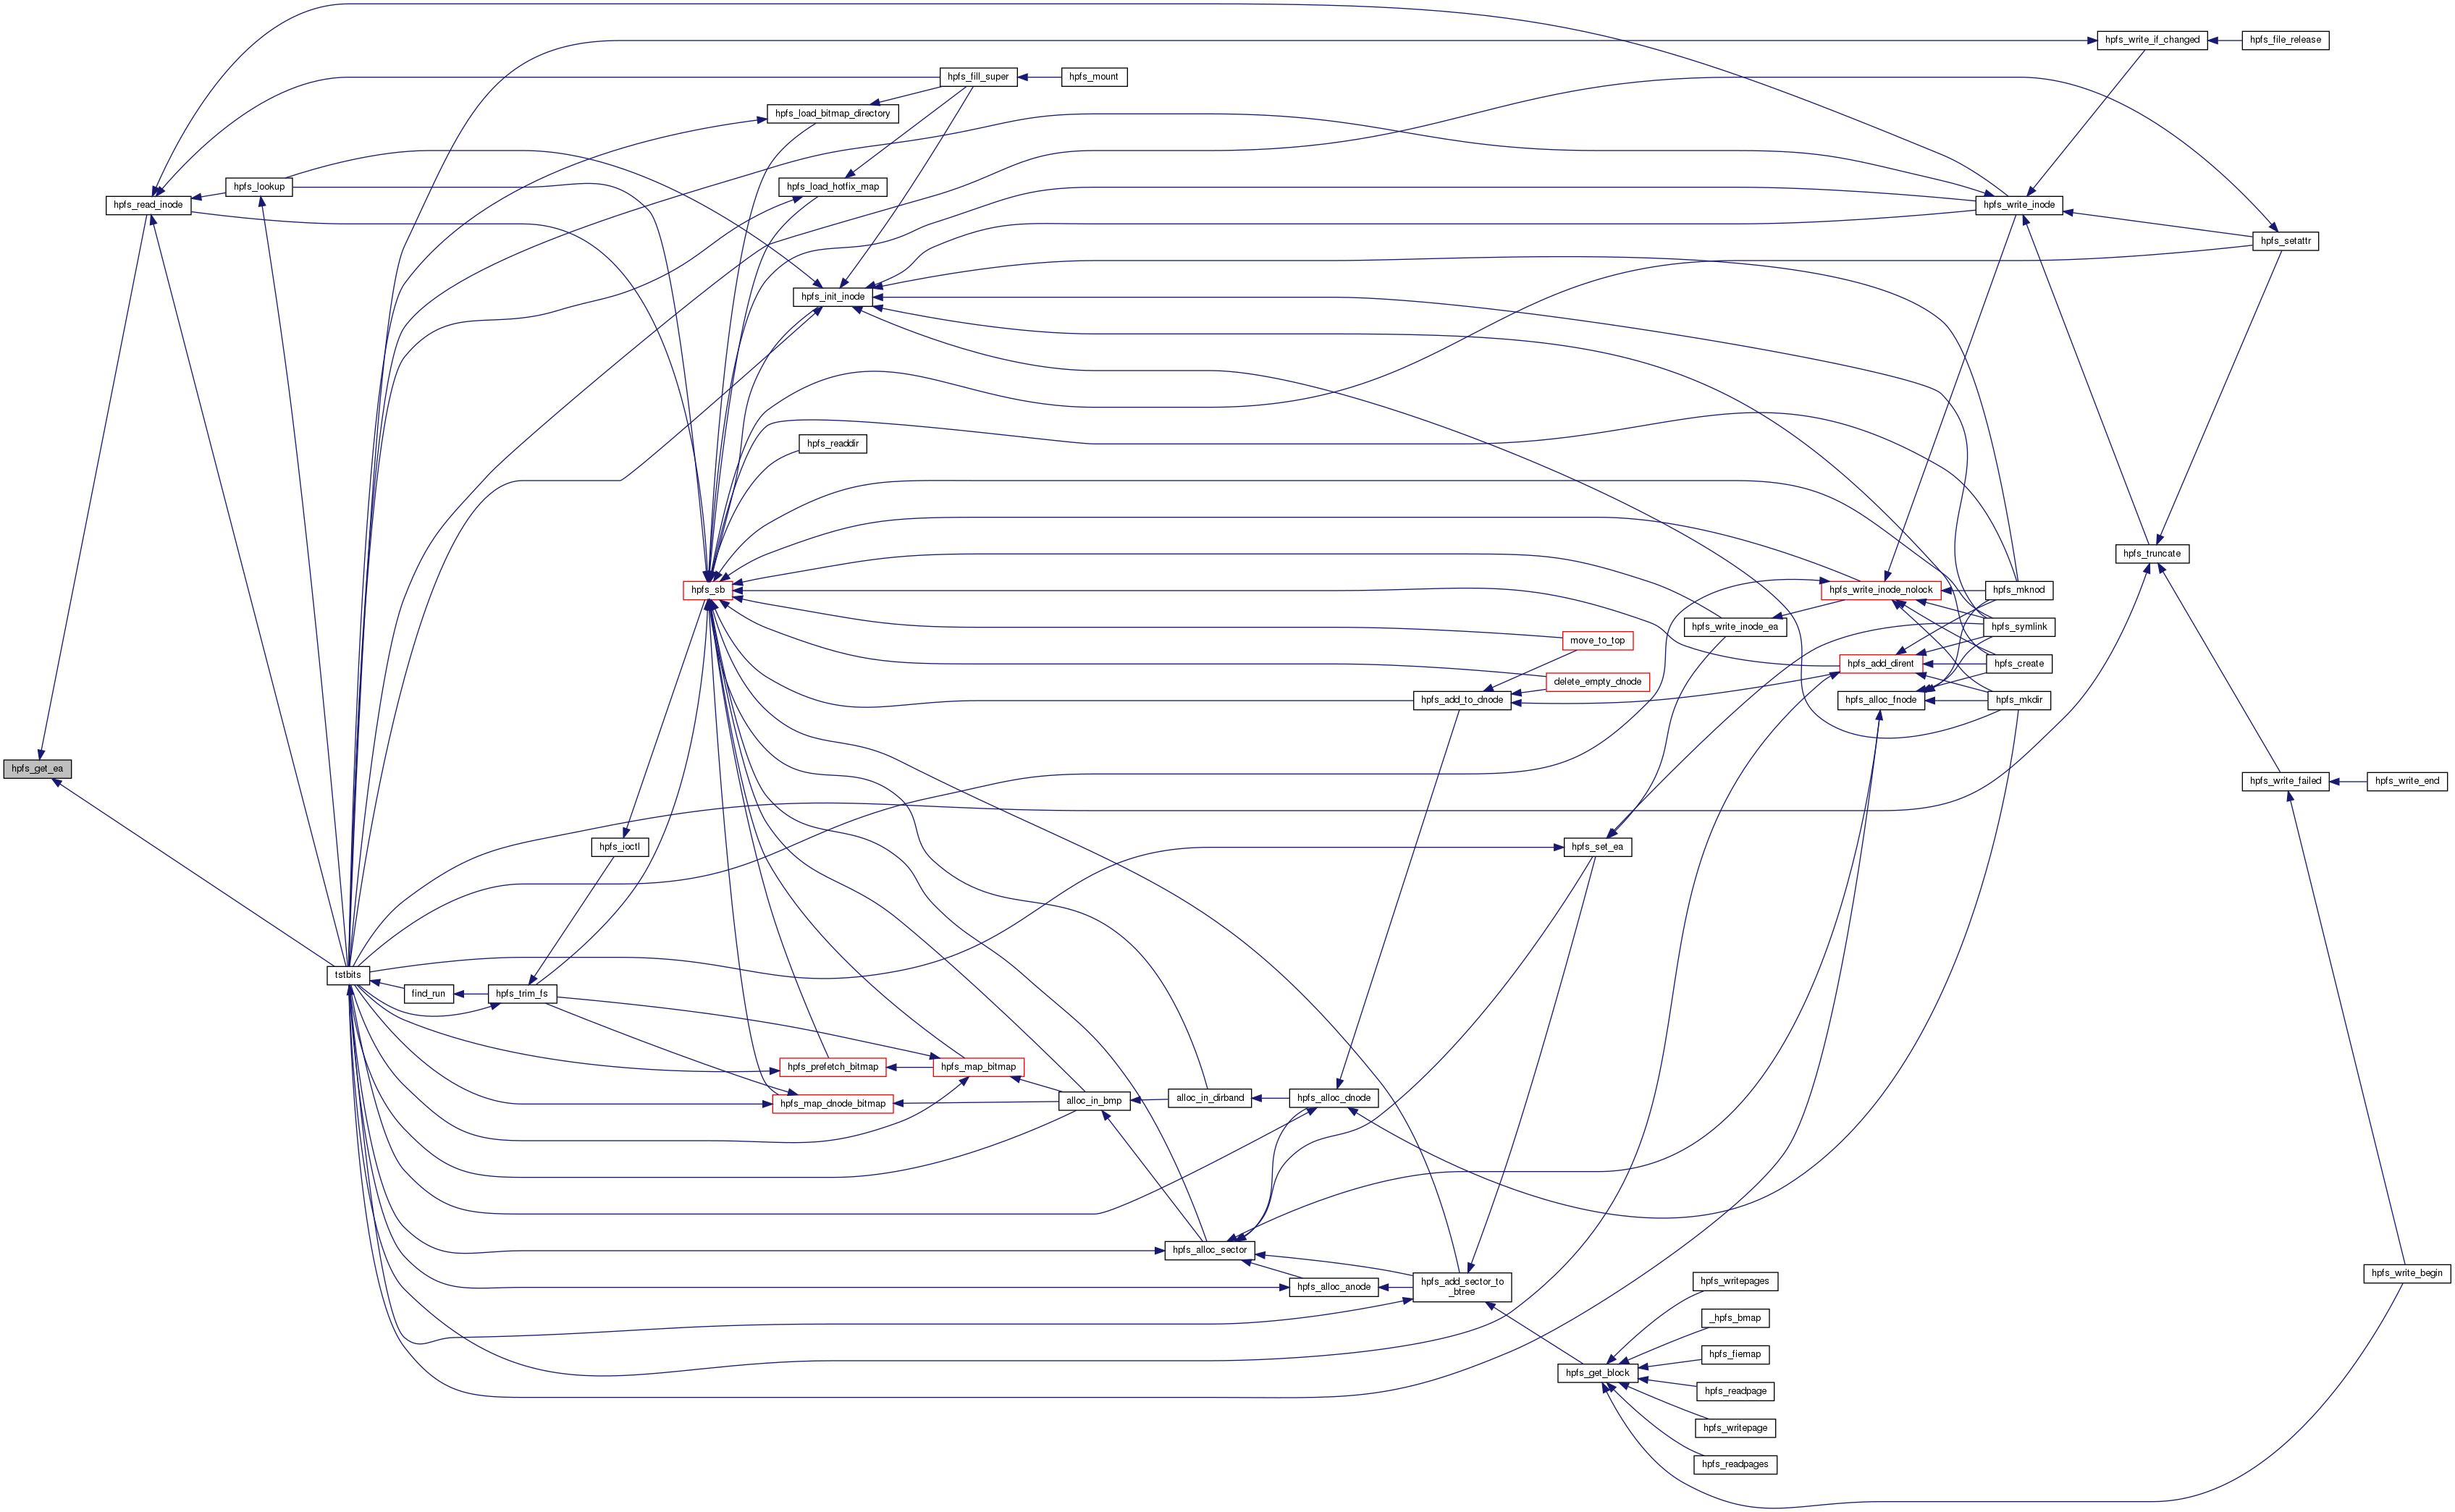 hpfs_write_if_changed
hpfs_file_release
hpfs_fill_super
hpfs_mount
hpfs_load_bitmap_directory
hpfs_lookup
hpfs_load_hotfix_map
hpfs_read_inode
hpfs_write_inode
hpfs_setattr
hpfs_init_inode
hpfs_readdir
hpfs_truncate
hpfs_sb
hpfs_write_inode_nolock
hpfs_mknod
hpfs_write_inode_ea
hpfs_symlink
move_to_top
hpfs_add_dirent
hpfs_create
delete_empty_dnode
hpfs_add_to_dnode
hpfs_alloc_fnode
hpfs_mkdir
hpfs_get_ea
hpfs_write_failed
hpfs_write_end
hpfs_ioctl
hpfs_set_ea
tstbits
find_run
hpfs_trim_fs
hpfs_prefetch_bitmap
hpfs_map_bitmap
hpfs_map_dnode_bitmap
alloc_in_bmp
alloc_in_dirband
hpfs_alloc_dnode
hpfs_alloc_sector
hpfs_write_begin
hpfs_alloc_anode
hpfs_add_sector_to
_btree
hpfs_writepages
_hpfs_bmap
hpfs_fiemap
hpfs_get_block
hpfs_readpage
hpfs_writepage
hpfs_readpages